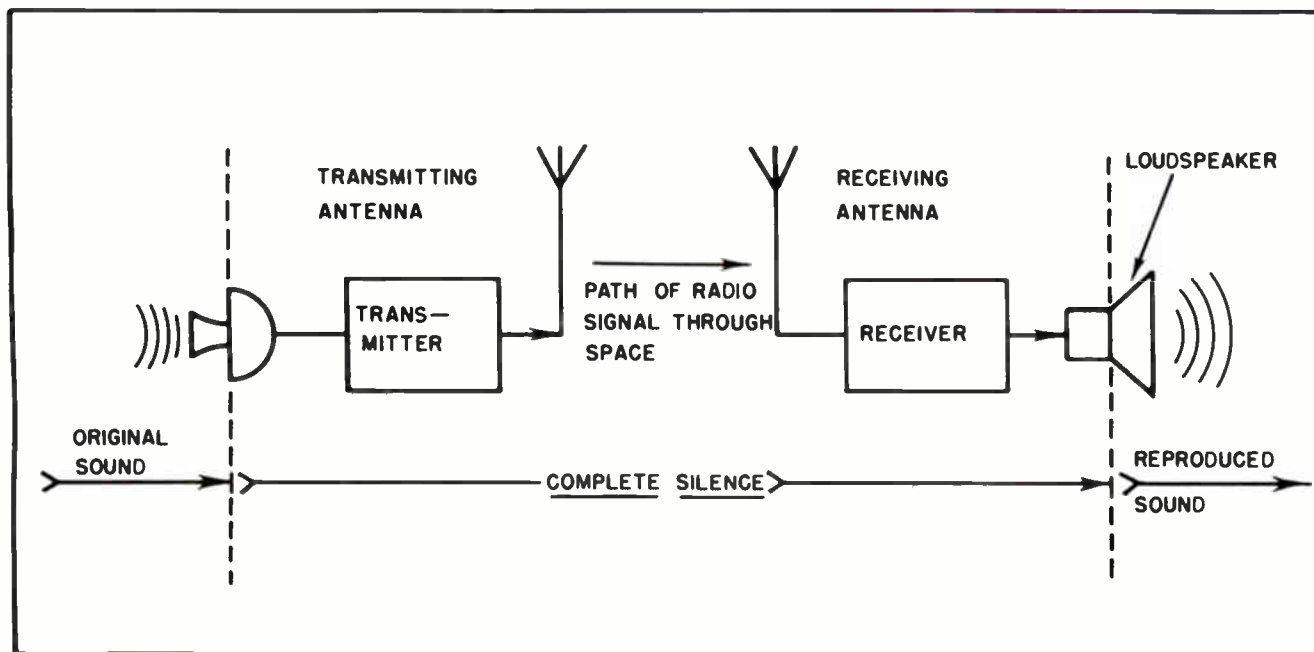 TRANSMITTING
ANTENNA
RECEIVING
ANTENNA
LOUDSPEAKER
TRANS—
MITTER
PATH OF RADIO
SIGNAL THROUGH
SPACE
RECEIVER
ORIGINAL
SOUND
COMPLETE SILENCE
REPRODUCED
SOUND